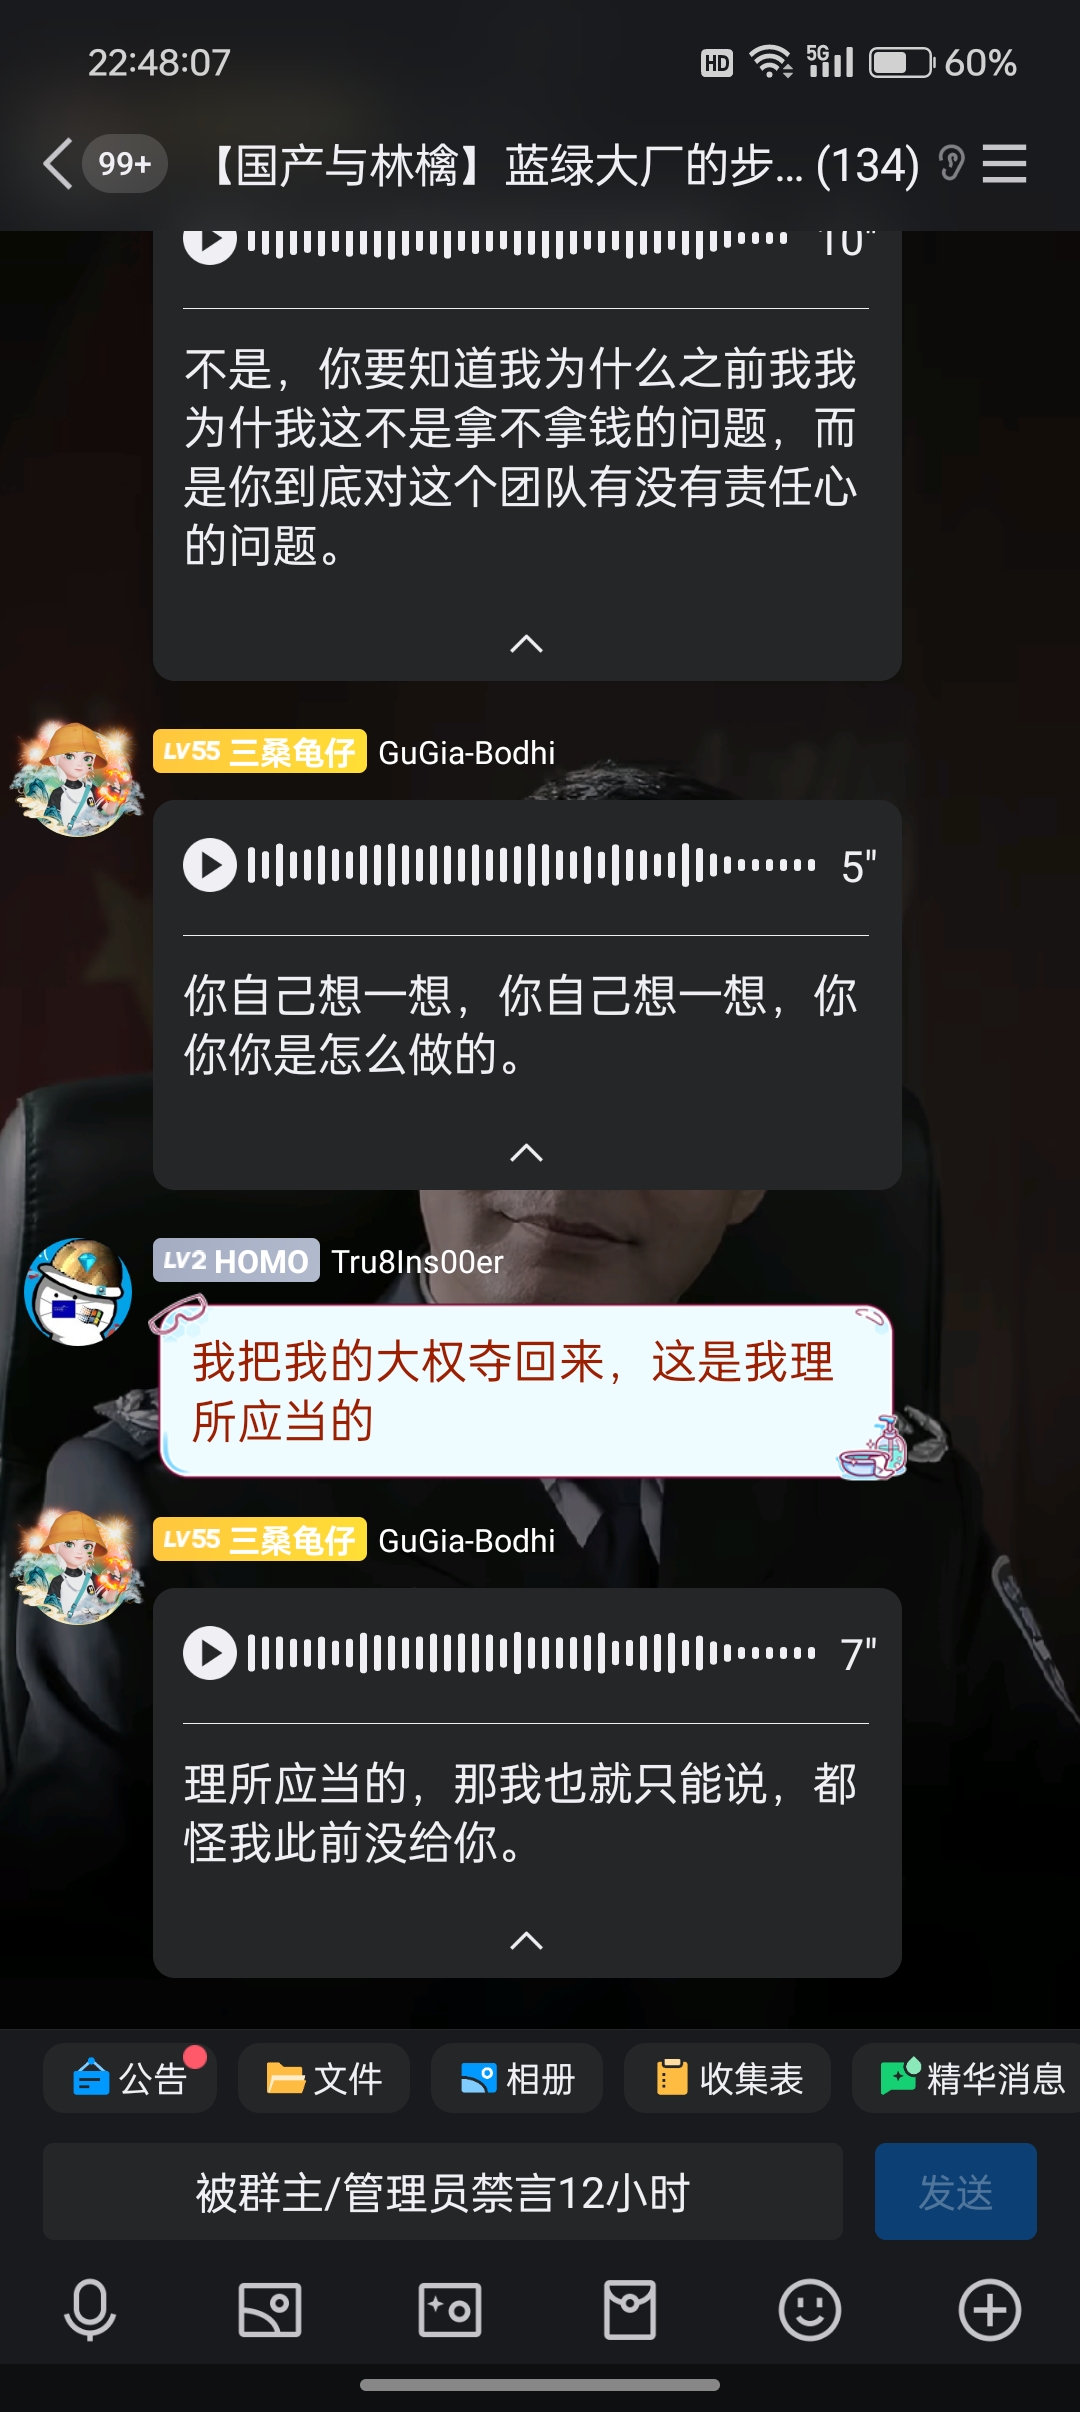 22:48:07
HD 5G 60%
99+ 【国产与林檎】蓝绿大厂的步... (134)
10"
不是，你要知道我为什么之前我我
为什我这不是拿不拿钱的问题，而
是你到底对这个团队有没有责任心
的问题。
LV55 三桑龟仔 GuGia-Bodhi
5"
你自己想一想，你自己想一想，你
你你是怎么做的。
LV2 HOMO Tru8Ins00er
我把我的大权夺回来，这是我理
所应当的
LV55 三桑龟仔 GuGia-Bodhi
7"
理所应当的，那我也就只能说，都
怪我此前没给你。
公告 文件 相册 收集表 精华消息
被群主/管理员禁言12小时 发送